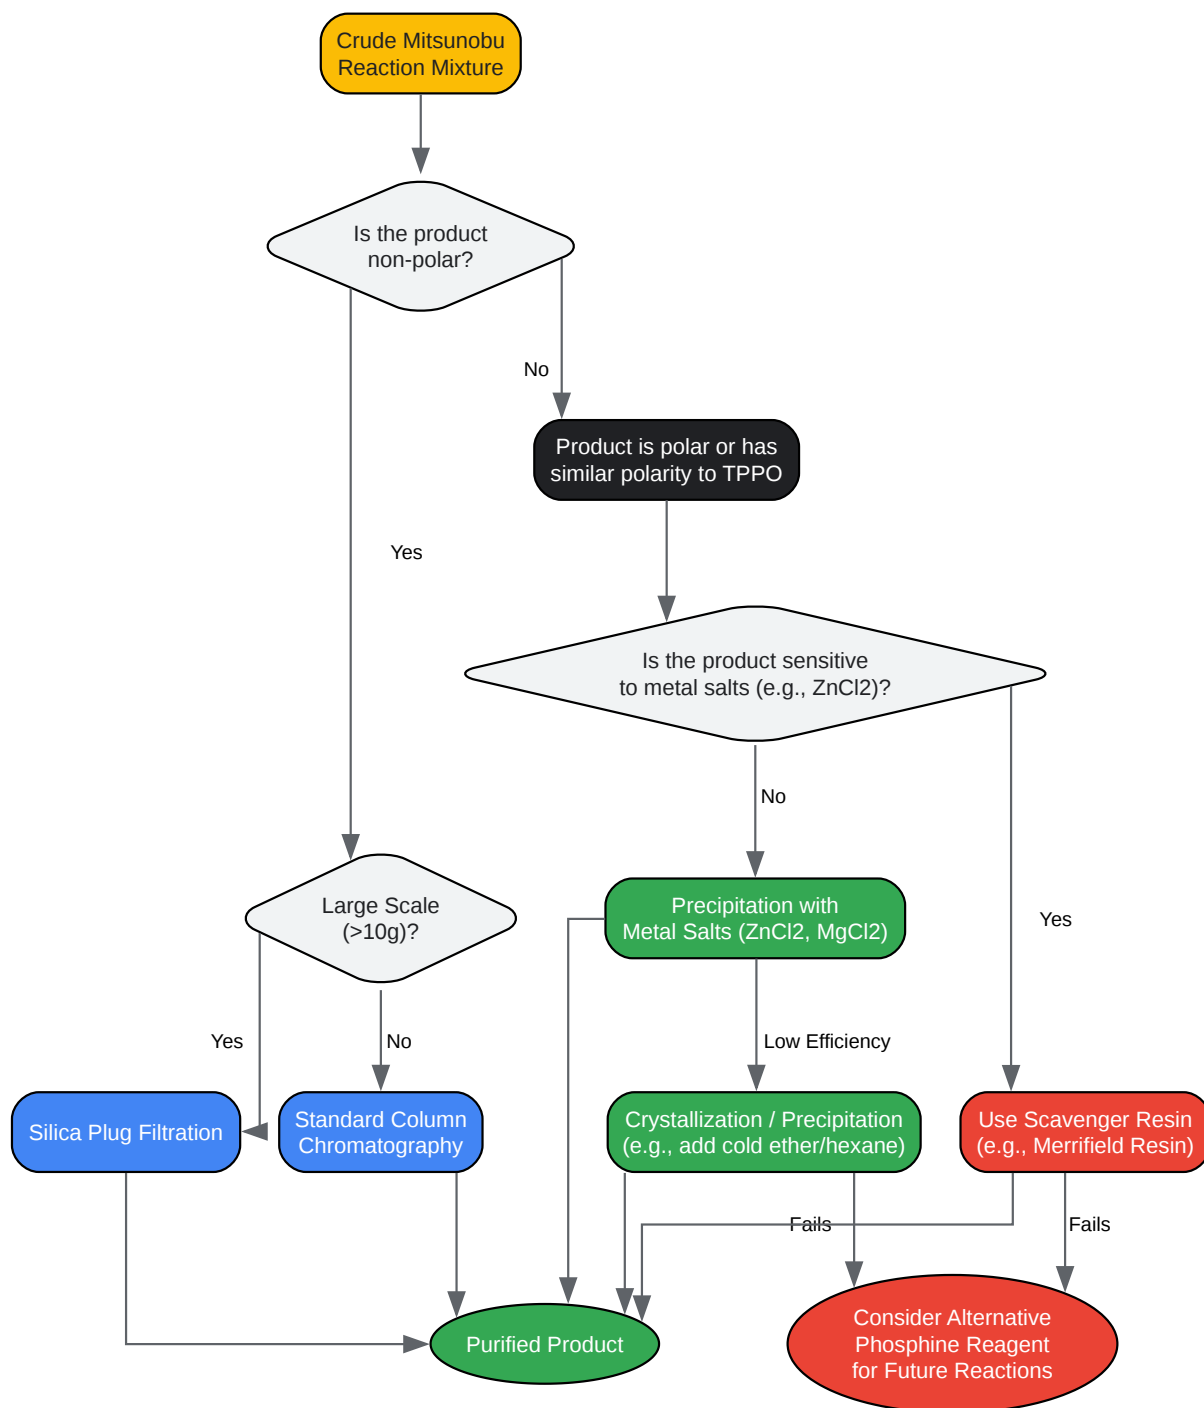 Crude Mitsunobu
Reaction Mixture
Is the product
non-polar?
No
Product is polar or has
similar polarity to TPPO
Yes
Is the product sensitive
to metal salts (e.g., ZnCl2)?
No
Large Scale
(>10g)?
Precipitation with
Metal Salts (ZnCl2, MgCl2)
Yes
Yes
No
Low Efficiency
Silica Plug Filtration
Standard Column
Chromatography
Crystallization / Precipitation
(e.g., add cold ether/hexane)
Use Scavenger Resin
(e.g., Merrifield Resin)
Fails
Fails
Purified Product
Consider Alternative
Phosphine Reagent
for Future Reactions